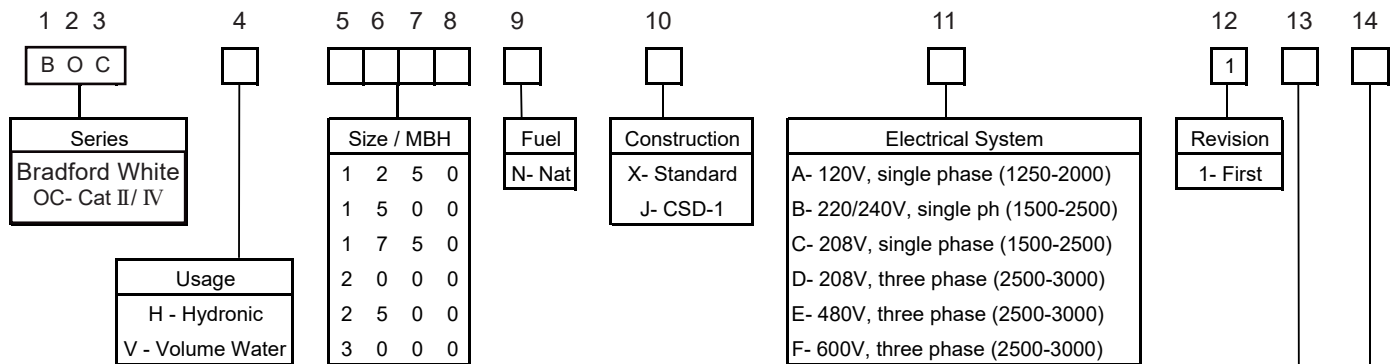 1 2 3 4 5 6 7 8 9 10 11 12 13 14
B O C 1
Series
Bradford White
OC- Cat Ⅱ/ Ⅳ
Usage
H - Hydronic
V - Volume Water
Size / MBH
1 2 5 0
1 5 0 0
1 7 5 0
2 0 0 0
2 5 0 0
3 0 0 0
Fuel
N- Nat
Construction
X- Standard
J- CSD-1
Electrical System
A- 120V, single phase (1250-2000)
B- 220/240V, single ph (1500-2500)
C- 208V, single phase (1500-2500)
D- 208V, three phase (2500-3000)
E- 480V, three phase (2500-3000)
F- 600V, three phase (2500-3000)
Revision
1- First